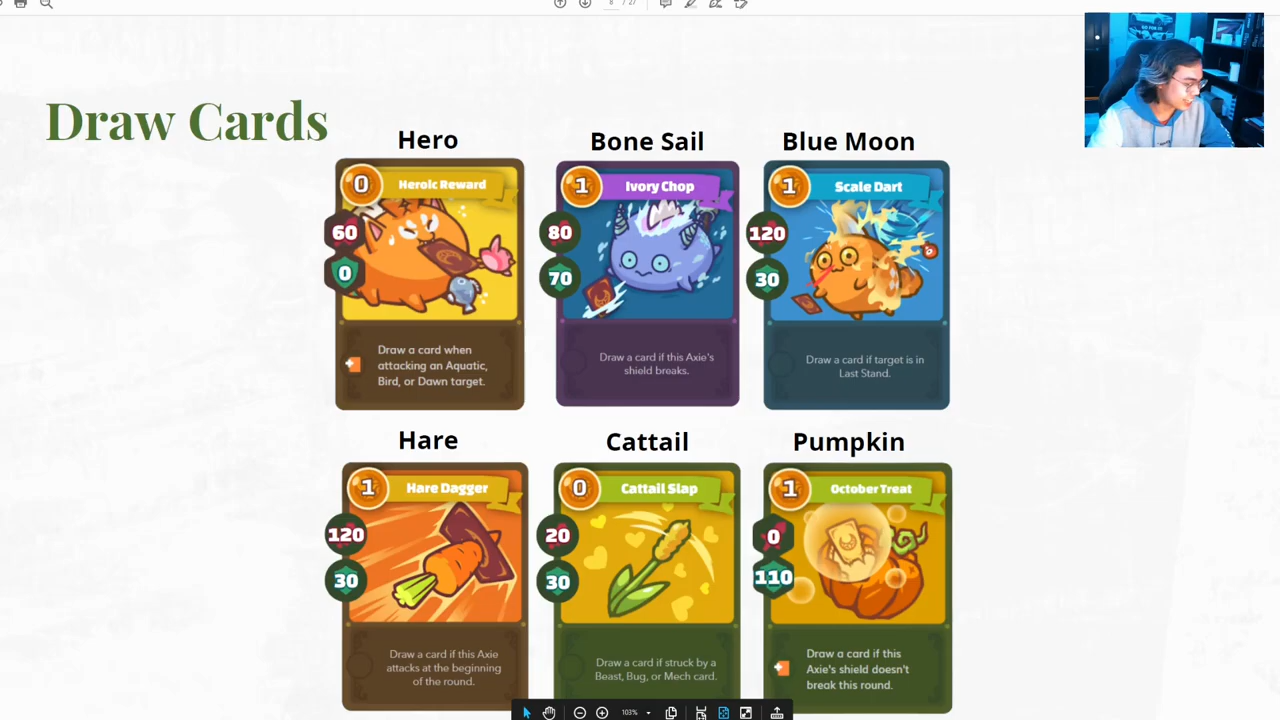 8 / 27
Draw Cards
Hero
0
Heroic Reward
60
0
Draw a card when
attacking an Aquatic,
Bird, or Dawn target.
Bone Sail
1
Ivory Chop
80
70
Draw a card if this Axie's
shield breaks.
Blue Moon
1
Scale Dart
120
30
Draw a card if target is in
Last Stand.
Hare
1
Hare Dagger
120
30
Draw a card if this Axie
attacks at the beginning
of the round.
Cattail
0
Cattail Slap
20
30
Draw a card if struck by a
Beast, Bug, or Mech card.
Pumpkin
1
October Treat
0
110
Draw a card if this
Axie's shield doesn't
break this round.
103%